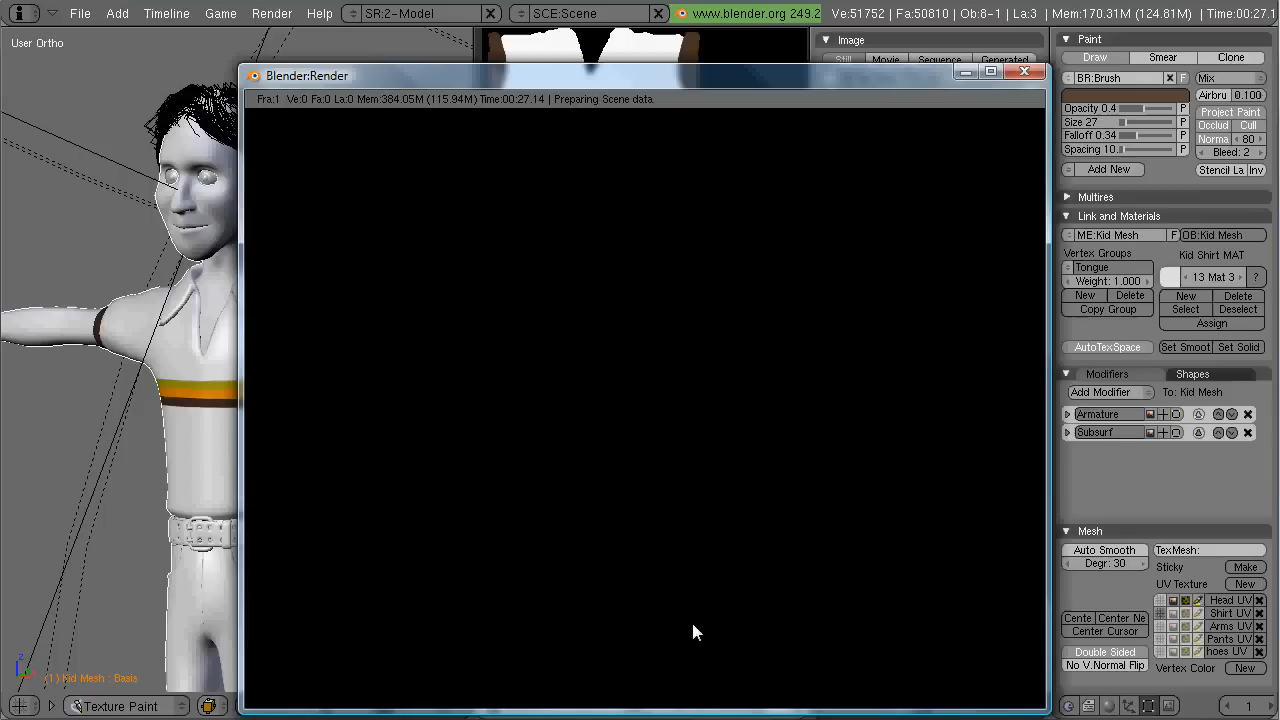 File Add Timeline Game Render Help SR:2-Model SCE:Scene www.blender.org 249.2 Ve:51752 | Fa:50810 | Ob:8-1 | La:3 | Mem:170.31M (124.81M) | Time:00:27.1
User Ortho
Image
Still Movie Sequence Generated
Blender:Render
Fra:1 Ve:0 Fa:0 La:0 Mem:384.05M (115.94M) Time:00:27.14 | Preparing Scene data
Paint
Draw Smear Clone
BR:Brush F Mix
Airbru 0.100
Opacity 0.4 P
Project Paint
Size 27 P
Occlud Cull
Falloff 0.34 P
Norma 80
Spacing 10. P
Bleed: 2
Add New
Stencil La Inv
Multires
Link and Materials
ME:Kid Mesh F OB:Kid Mesh
Vertex Groups Kid Shirt MAT
Tongue
Weight: 1.000
13 Mat 3 ?
New Delete New Delete
Copy Group Select Deselect
Assign
AutoTexSpace Set Smoot Set Solid
Modifiers Shapes
Add Modifier To: Kid Mesh
Armature
Subsurf
Mesh
Auto Smooth TexMesh:
Degr: 30 Sticky Make
UV Texture New
Head UV
Shirt UV
Cente Center Ne
Arms UV
Center Cursor
Pants UV
Double Sided
hoes UV
No V.Normal Flip Vertex Color New
(1) Kid Mesh : Basis
Texture Paint
1